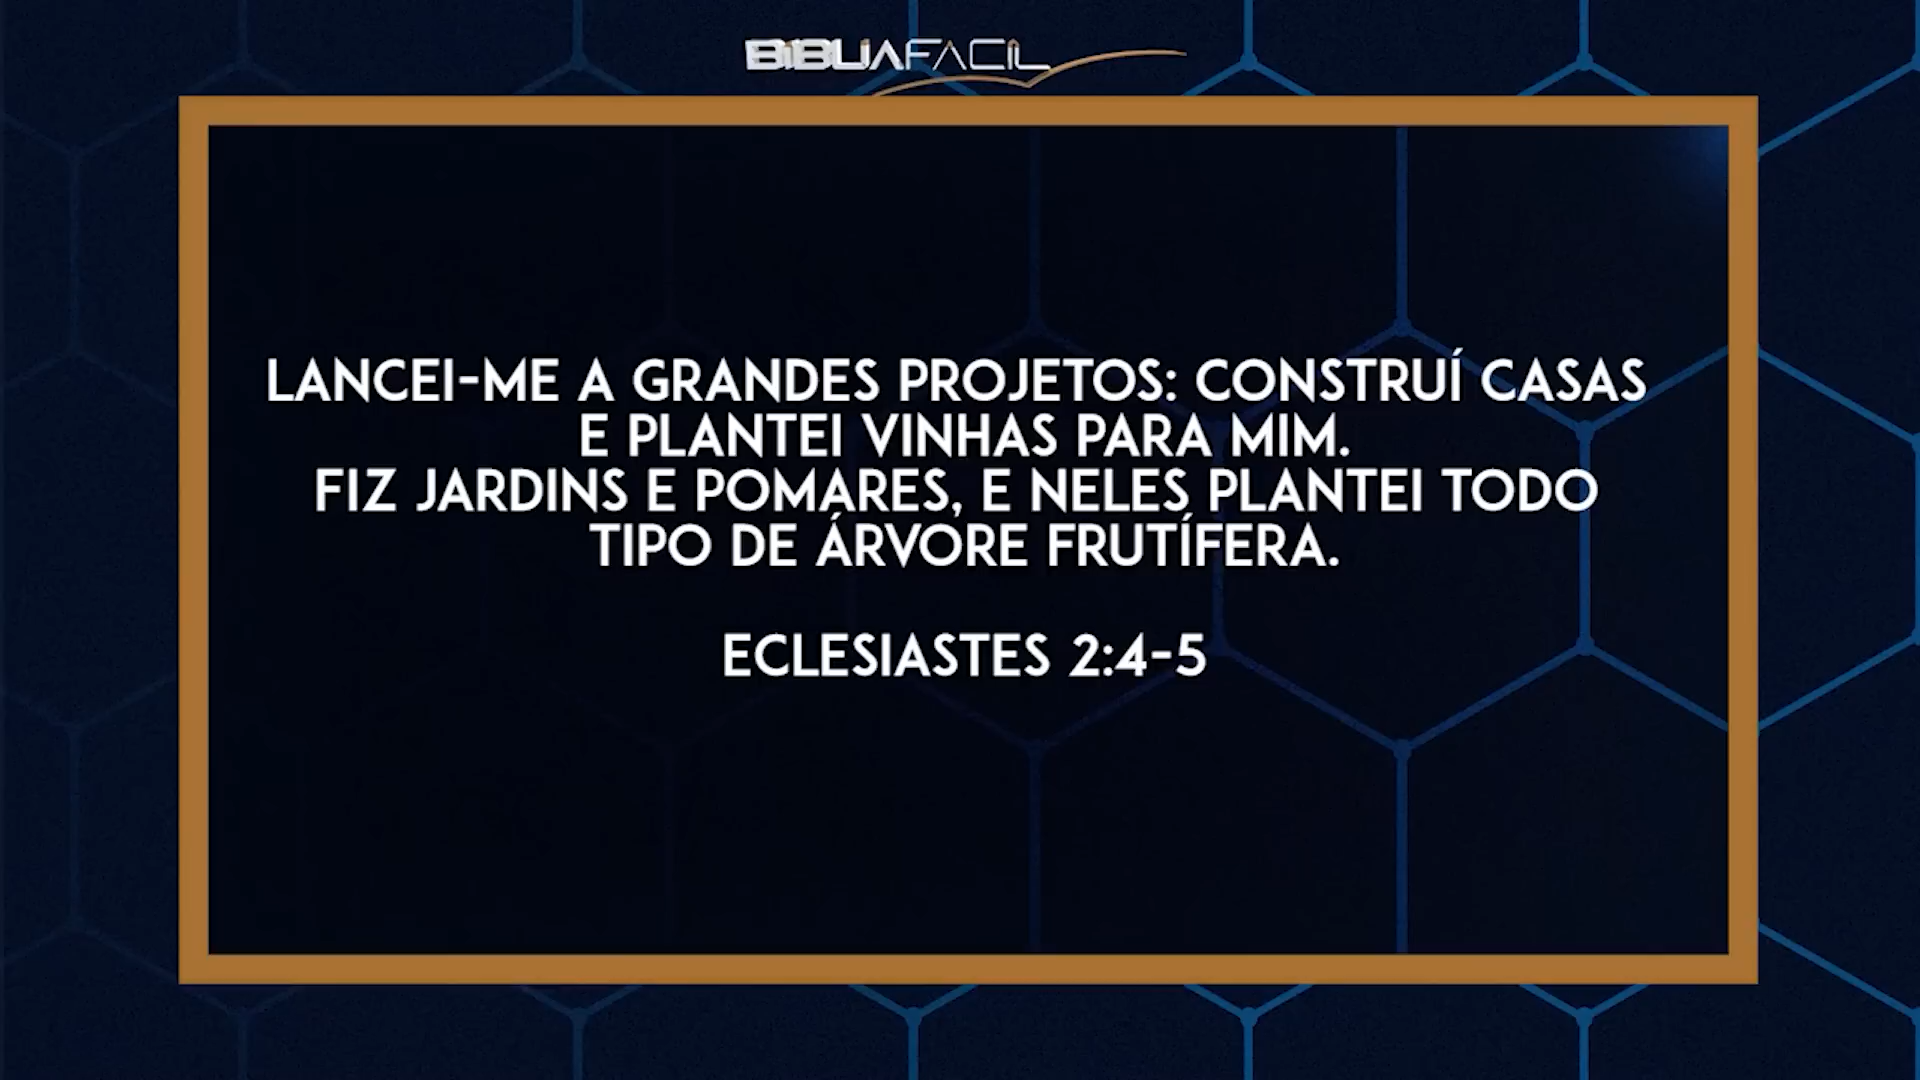 BIBLIAFACIL
LANCEI-ME A GRANDES PROJETOS: CONSTRUÍ CASAS
E PLANTEI VINHAS PARA MIM.
FIZ JARDINS E POMARES, E NELES PLANTEI TODO
TIPO DE ÁRVORE FRUTÍFERA.
ECLESIASTES 2:4-5